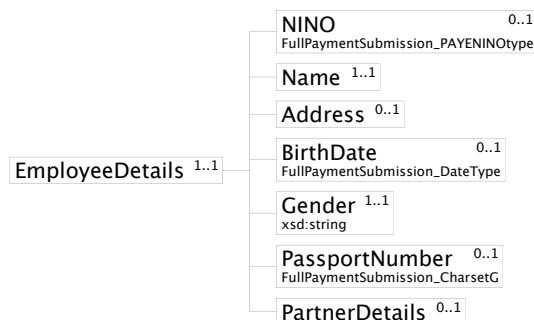 NINO 0..1
FullPaymentSubmission_PAYENINOtype
Name 1..1
Address 0..1
EmployeeDetails 1..1
BirthDate 0..1
FullPaymentSubmission_DateType
Gender 1..1
xsd:string
PassportNumber 0..1
FullPaymentSubmission_CharsetG
PartnerDetails 0..1